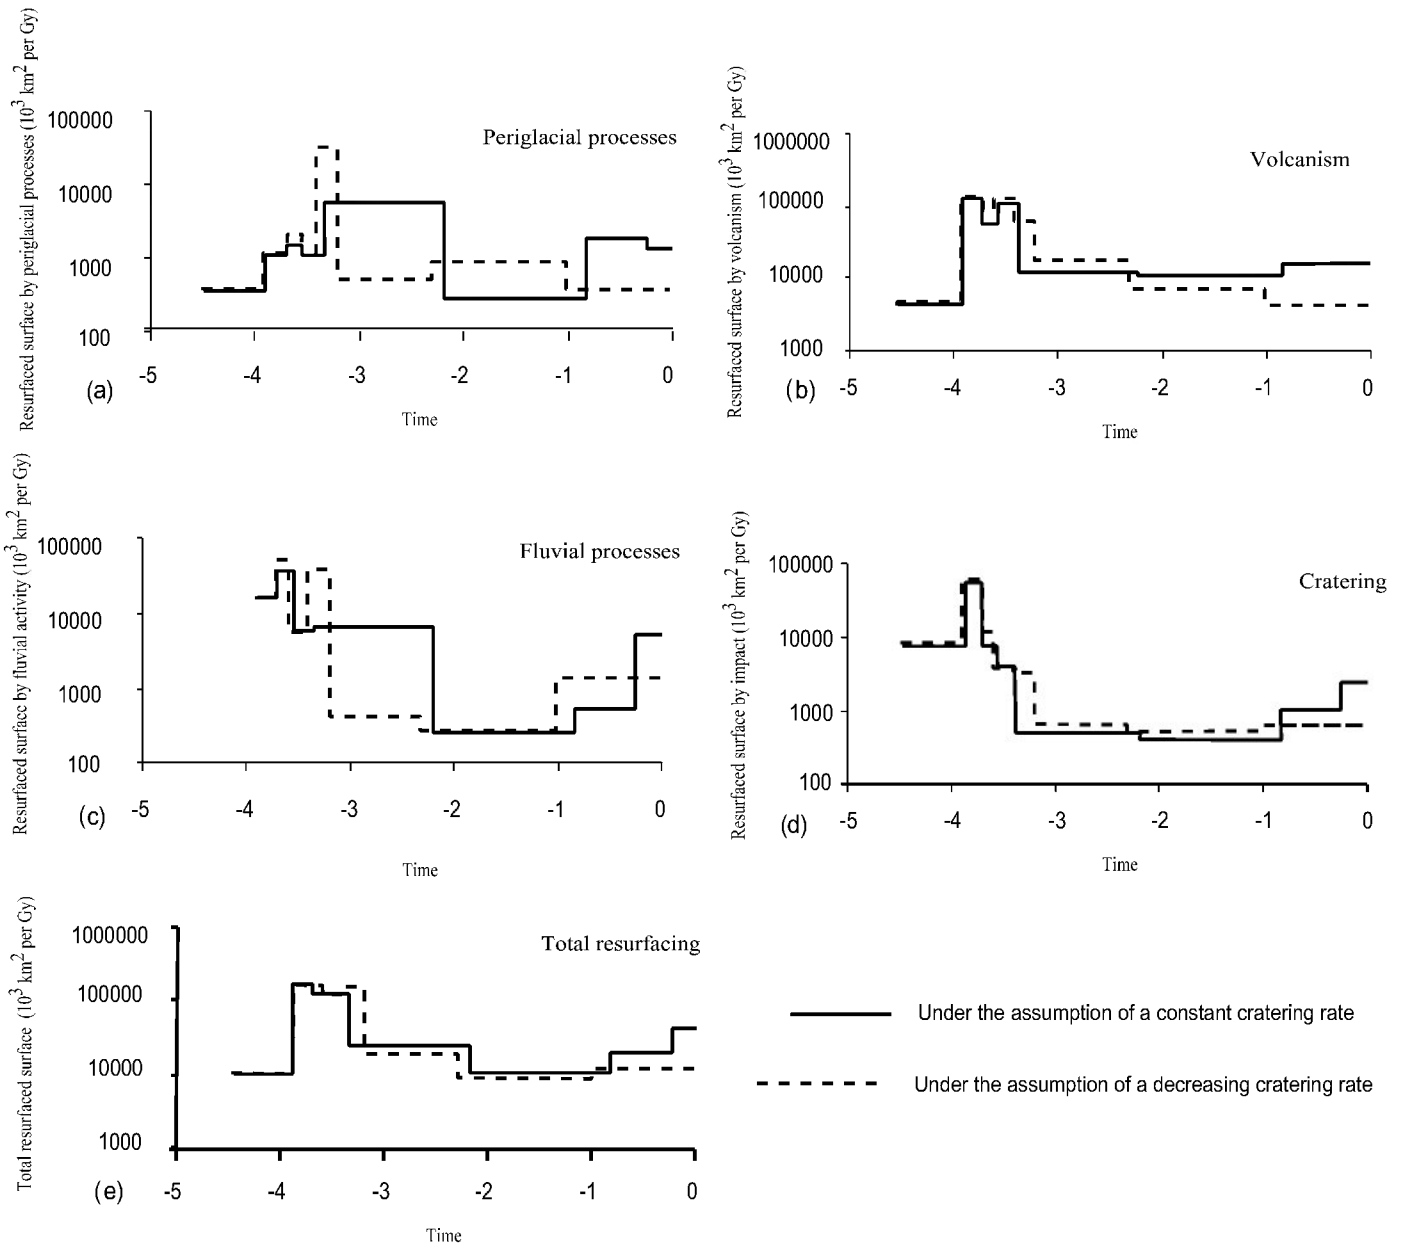 Resurfaced surface by periglacial processes (10³ km² per Gy)
Periglacial processes
100000
10000
1000
100
-5 -4 -3 -2 -1 0
(a)
Time
Resurfaced surface by volcanism (10³ km² per Gy)
Volcanism
1000000
100000
10000
1000
-5 -4 -3 -2 -1 0
(b)
Time
Resurfaced surface by fluvial activity (10³ km² per Gy)
Fluvial processes
100000
10000
1000
100
-5 -4 -3 -2 -1 0
(c)
Time
Resurfaced surface by impact (10³ km² per Gy)
Cratering
100000
10000
1000
100
-5 -4 -3 -2 -1 0
(d)
Time
Total resurfaced surface (10³ km² per Gy)
Total resurfacing
1000000
100000
10000
1000
-5 -4 -3 -2 -1 0
(e)
Time
Under the assumption of a constant cratering rate
Under the assumption of a decreasing cratering rate